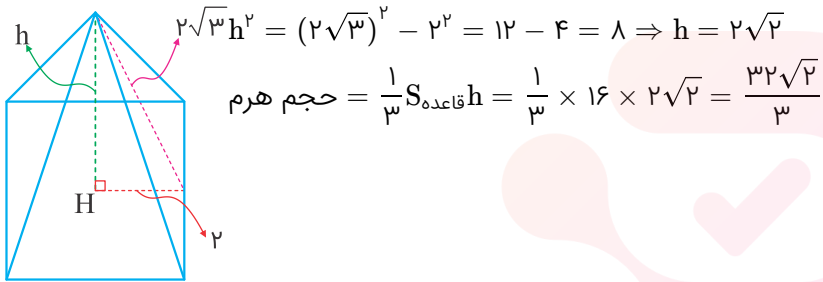 h
۲√۳
h² = (۲√۳)² − ۲² = ۱۲ − ۴ = ۸ ⇒ h = ۲√۲
حجم هرم = ۱/۳ S قاعده h = ۱/۳ × ۱۶ × ۲√۲ = ۳۲√۲/۳
H
۲